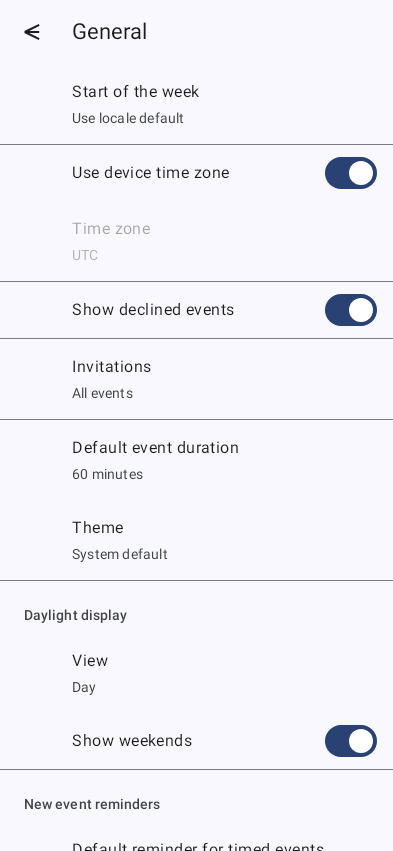 General
Start of the week
Use locale default
Use device time zone
Time zone
UTC
Show declined events
Invitations
All events
Default event duration
60 minutes
Theme
System default
Daylight display
View
Day
Show weekends
New event reminders
Default reminder for timed events